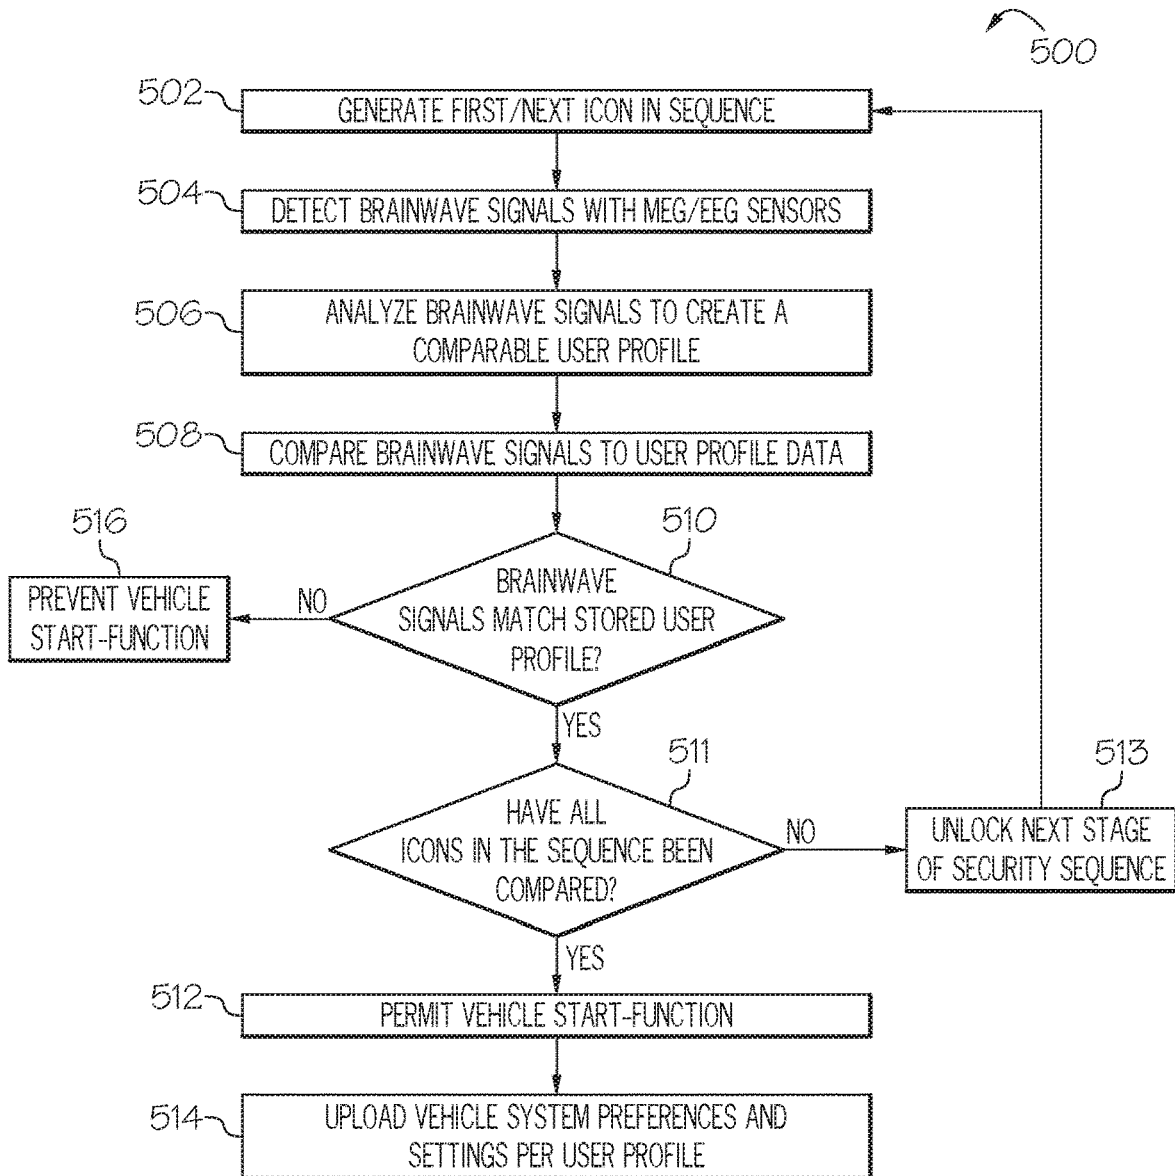 500
502
GENERATE FIRST/NEXT ICON IN SEQUENCE
504
DETECT BRAINWAVE SIGNALS WITH MEG/EEG SENSORS
506
ANALYZE BRAINWAVE SIGNALS TO CREATE A
COMPARABLE USER PROFILE
508
COMPARE BRAINWAVE SIGNALS TO USER PROFILE DATA
516
PREVENT VEHICLE
START-FUNCTION
NO
510
BRAINWAVE
SIGNALS MATCH STORED USER
PROFILE?
YES
511
HAVE ALL
ICONS IN THE SEQUENCE BEEN
COMPARED?
NO
513
UNLOCK NEXT STAGE
OF SECURITY SEQUENCE
YES
512
PERMIT VEHICLE START-FUNCTION
514
UPLOAD VEHICLE SYSTEM PREFERENCES AND
SETTINGS PER USER PROFILE